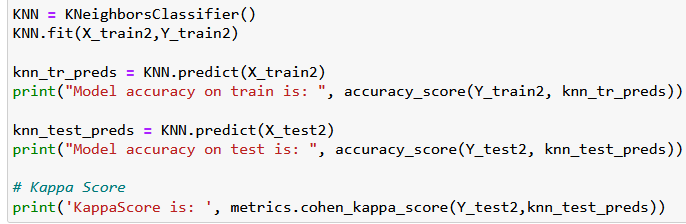 KNN = KNeighborsClassifier()
KNN.fit(X_train2,Y_train2)
knn_tr_preds = KNN.predict(X_train2)
print("Model accuracy on train is: ", accuracy_score(Y_train2, knn_tr_preds))
knn_test_preds = KNN.predict(X_test2)
print("Model accuracy on test is: ", accuracy_score(Y_test2, knn_test_preds))
# Kappa Score
print('KappaScore is: ', metrics.cohen_kappa_score(Y_test2,knn_test_preds))